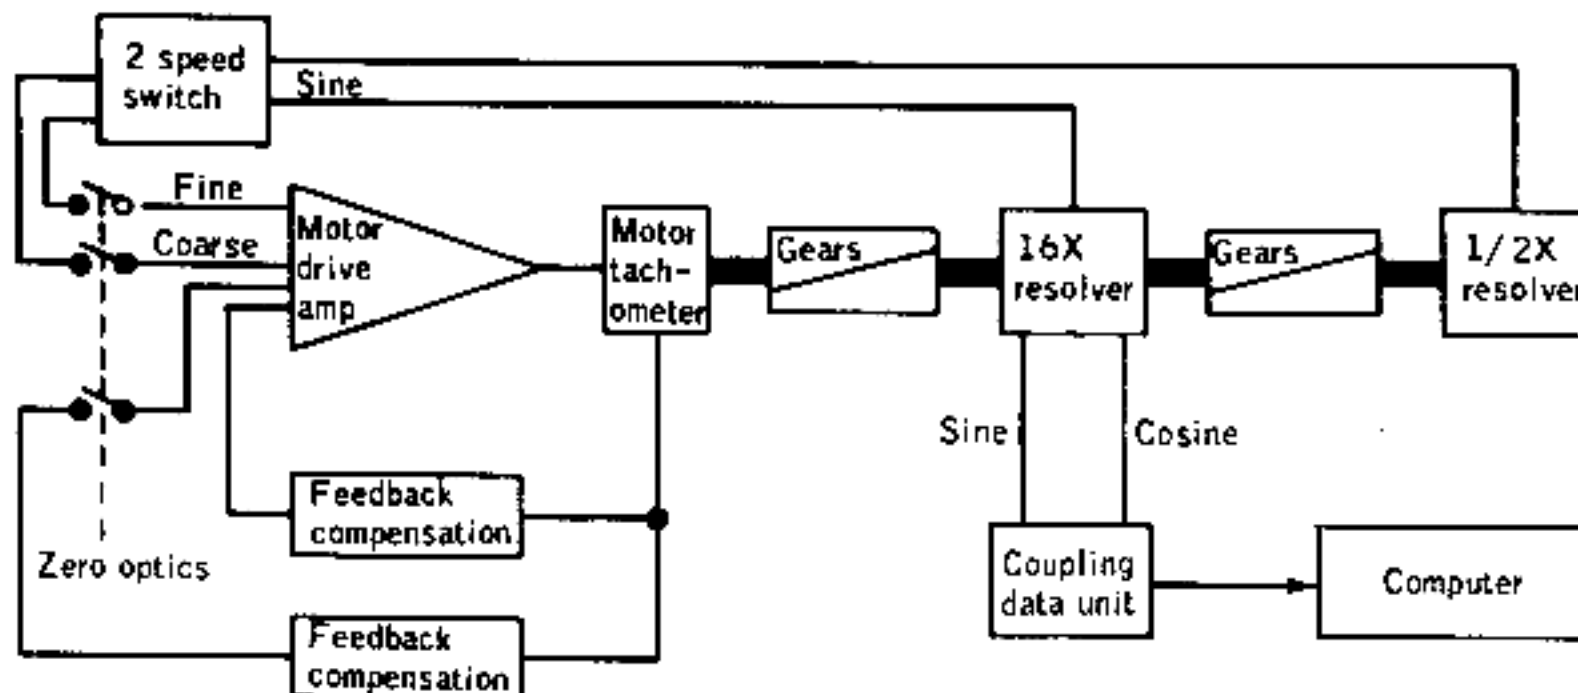 2 speed
switch
Sine
Fine
Coarse
Motor
drive
amp
Motor
tach-
ometer
Gears
16X
resolver
Gears
1/2X
resolver
Sine
Cosine
Feedback
compensation
Zero optics
Feedback
compensation
Coupling
data unit
Computer